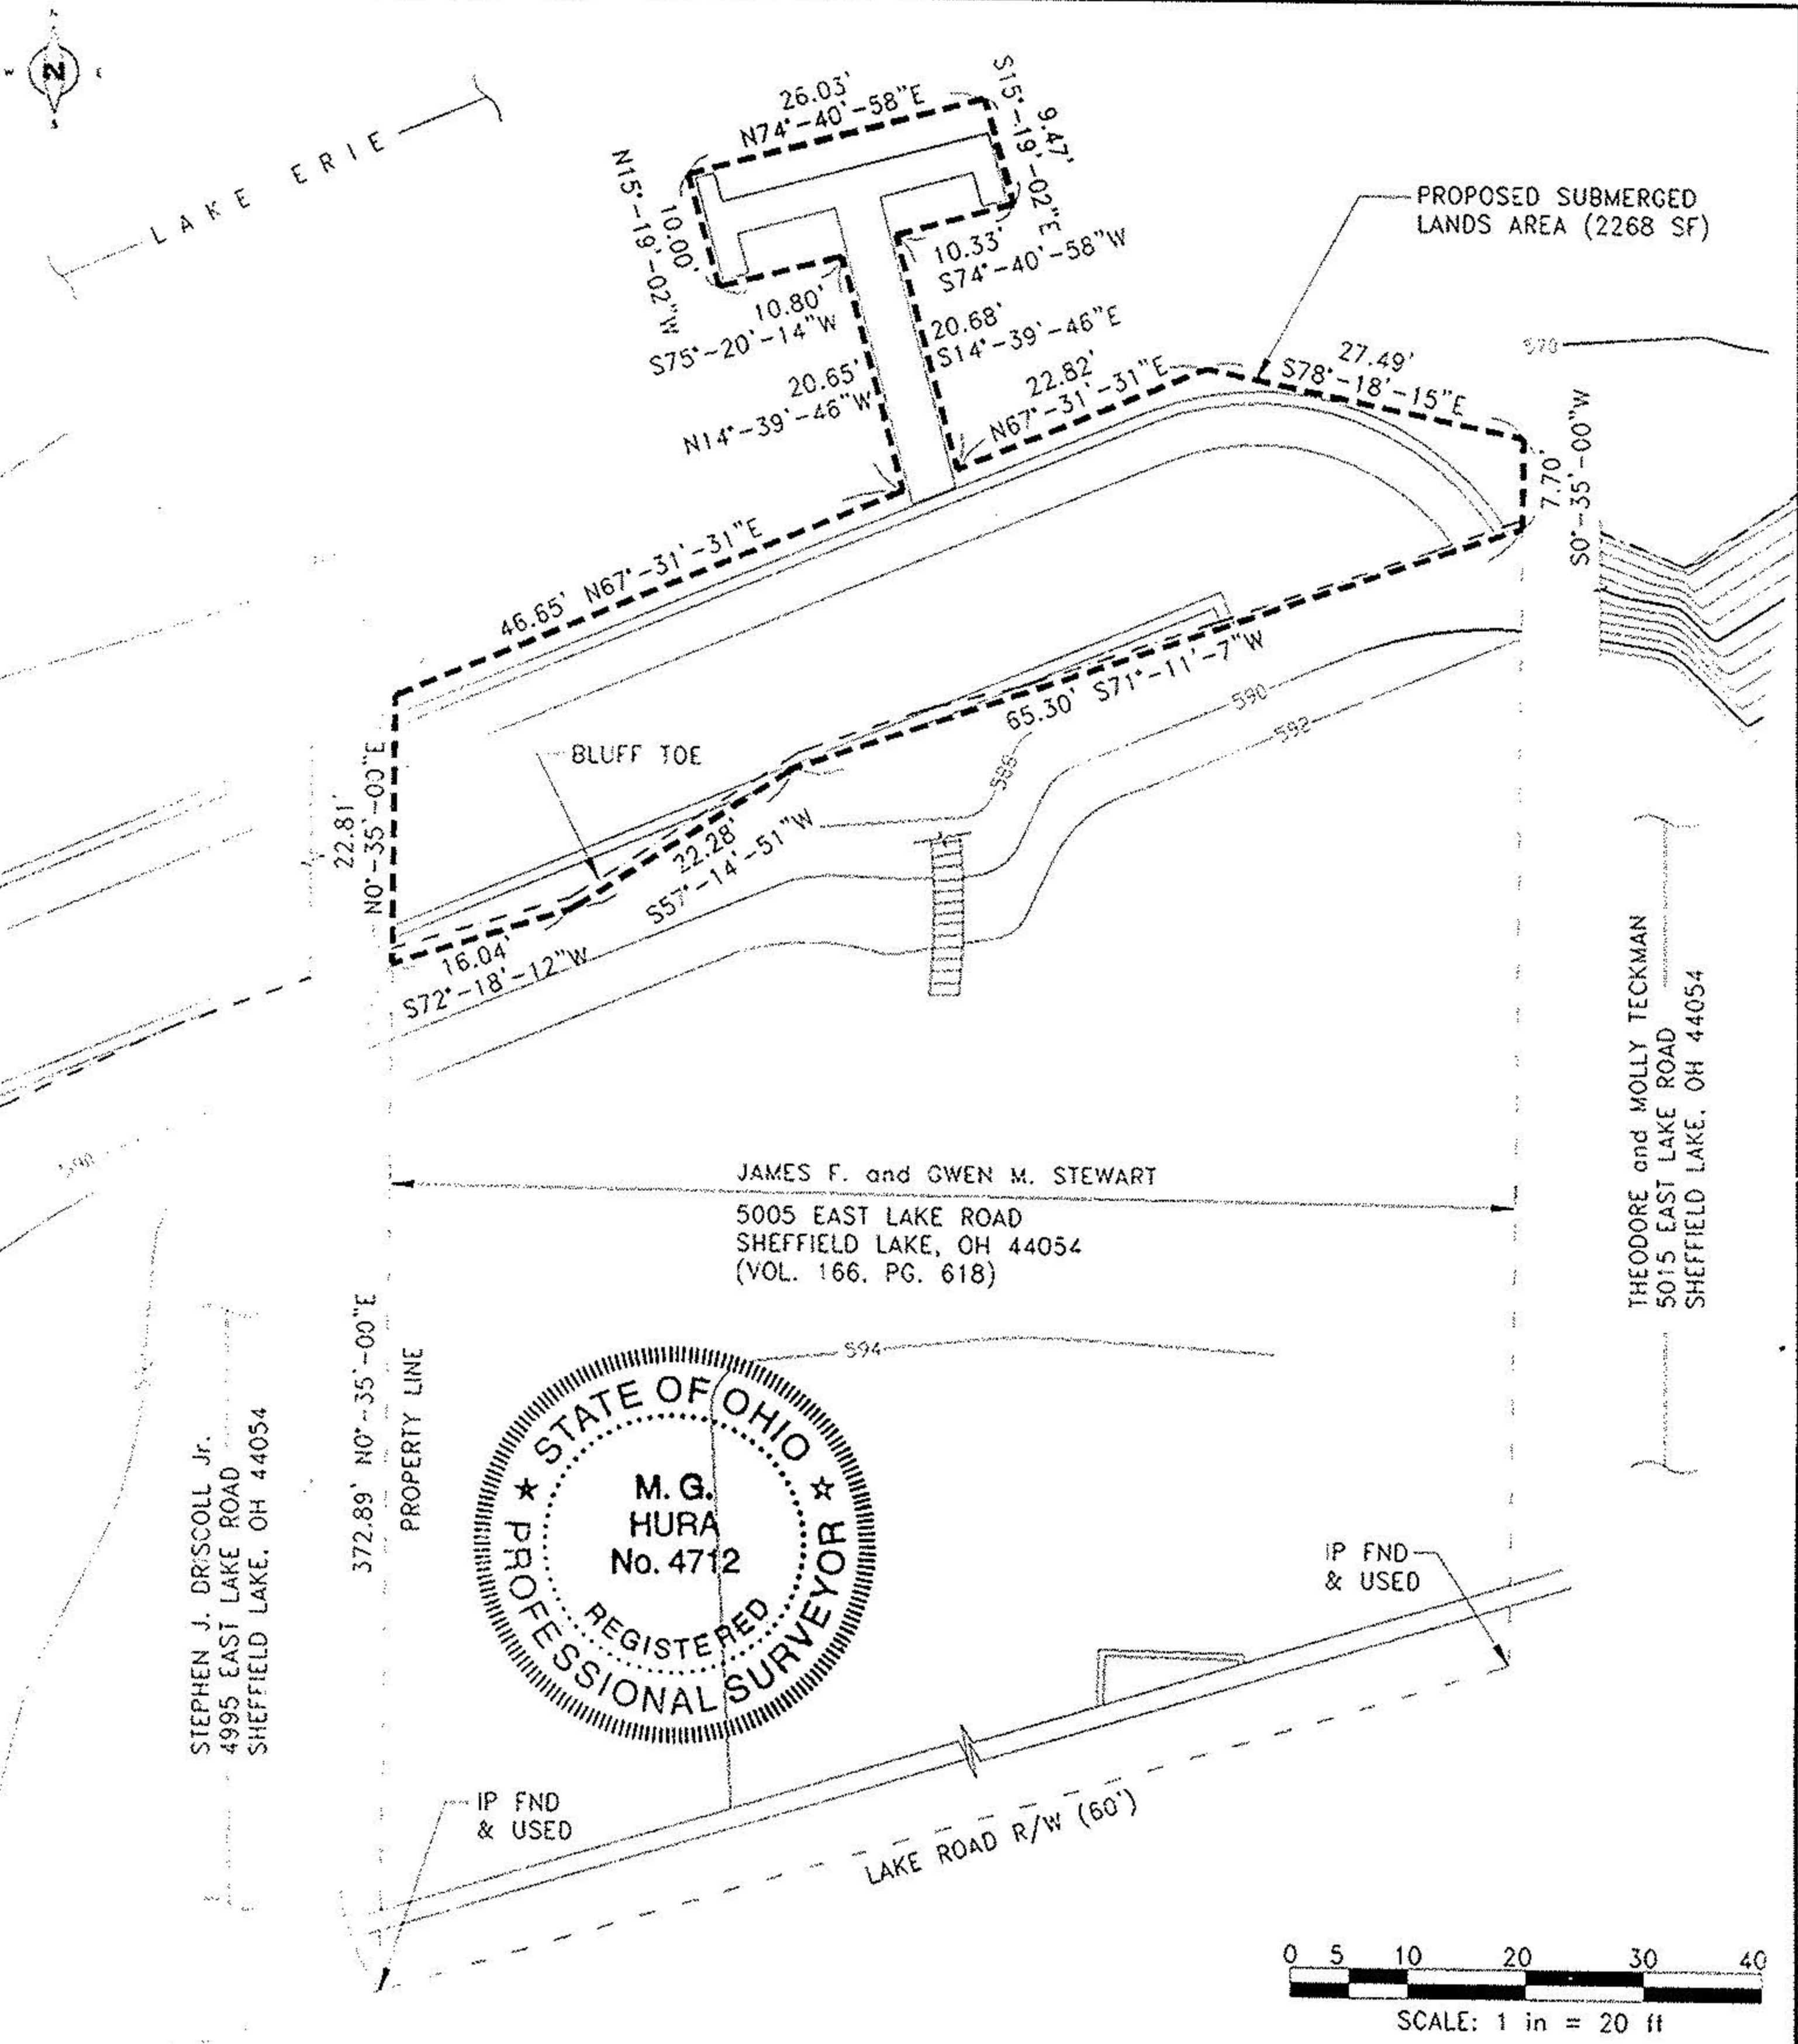 N
W
E
S
LAKE ERIE
26.03'
N74°-40'-58"E
S15°-19'-02"E
9.47'
N15°-19'-02"W
10.00'
10.33'
S74°-40'-58"W
PROPOSED SUBMERGED
LANDS AREA (2268 SF)
10.80'
S75°-20'-14"W
20.68'
S14°-39'-46"E
20.65'
N14°-39'-46"W
22.82'
N67°-31'-31"E
27.49'
S78°-18'-15"E
570
7.70'
S0°-35'-00"W
46.65' N67°-31'-31"E
65.30' S71°-11'-7"W
590
592
588
BLUFF TOE
22.81'
N0°-35'-00"E
22.28'
S57°-14'-51"W
16.04'
S72°-18'-12"W
590
JAMES F. and GWEN M. STEWART
5005 EAST LAKE ROAD
SHEFFIELD LAKE, OH 44054
(VOL. 166, PG. 618)
THEODORE and MOLLY TECKMAN
5015 EAST LAKE ROAD
SHEFFIELD LAKE, OH 44054
STEPHEN J. DRISCOLL Jr.
4995 EAST LAKE ROAD
SHEFFIELD LAKE, OH 44054
372.89' N0°-35'-00"E
PROPERTY LINE
594
STATE OF OHIO
M. G.
HURA
No. 4712
REGISTERED
PROFESSIONAL SURVEYOR
IP FND
& USED
IP FND
& USED
LAKE ROAD R/W (60')
0 5 10 20 30 40
SCALE: 1 in = 20 ft